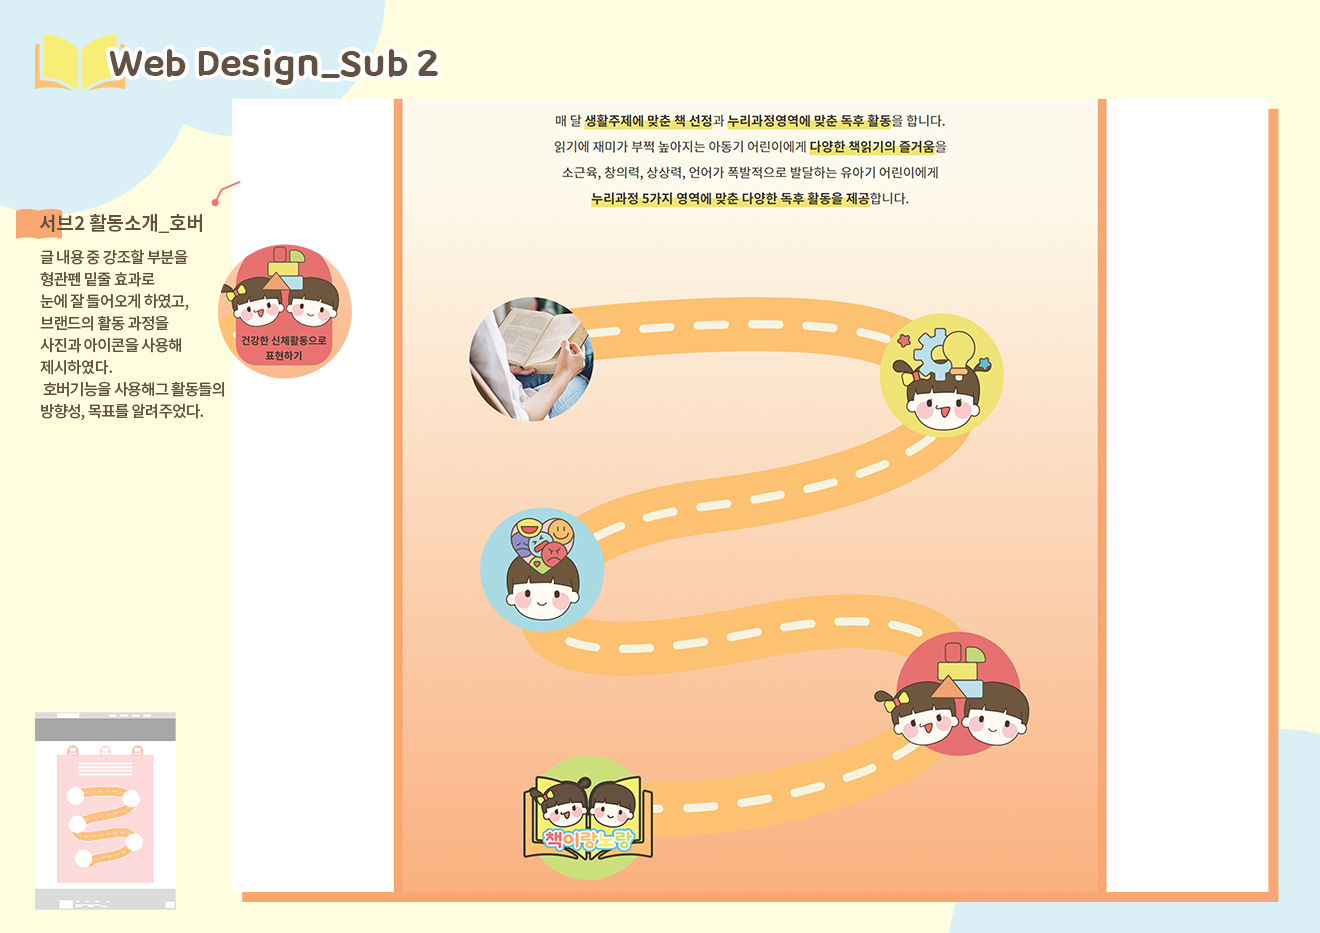 Web Design_Sub 2
매 달 생활주제에 맞춘 책 선정과 누리과정영역에 맞춘 독후 활동을 합니다.
읽기에 재미가 부쩍 높아지는 아동기 어린이에게 다양한 책읽기의 즐거움을
소근육, 창의력, 상상력, 언어가 폭발적으로 발달하는 유아기 어린이에게
누리과정 5가지 영역에 맞춘 다양한 독후 활동을 제공합니다.
서브2 활동소개_호버
글 내용 중 강조할 부분을
형관펜 밑줄 효과로
눈에 잘 들어오게 하였고,
브랜드의 활동 과정을
사진과 아이콘을 사용해
제시하였다.
호버기능을 사용해그 활동들의
방향성, 목표를 알려주었다.
건강한 신체활동으로
표현하기
책이랑노랑